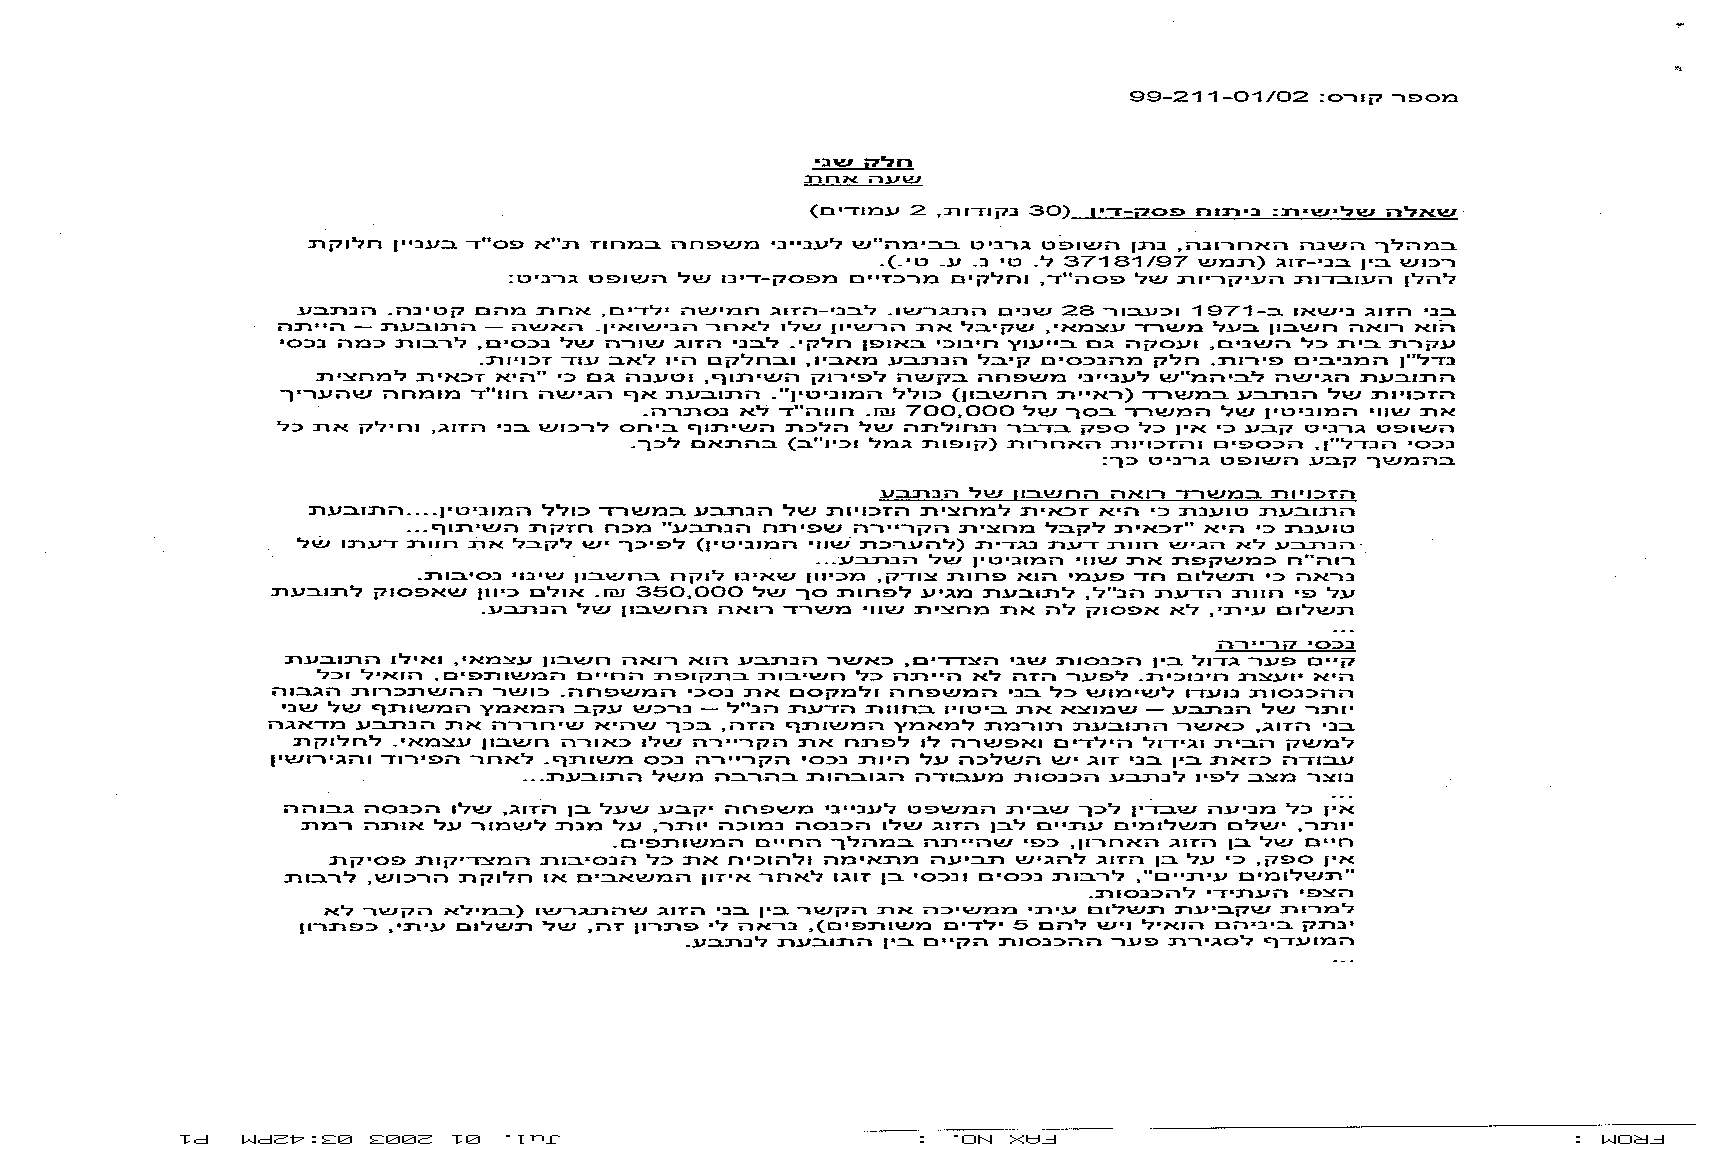 מספר קורס: 99-211-01/02
חלק שני
שעה אחת
שאלה שלישית: ניתוח פסק-דין (30 נקודות, 2 עמודים)
במהלך השנה האחרונה, נתן השופט גרניט בבימה"ש לענייני משפחה במחוז ת"א פס"ד בעניין חלוקת
רכוש בין בני-זוג (תמש 37181/97 ל. טי נ. ע. טי.).
להלן העובדות העיקריות של פסה"ד, וחלקים מרכזיים מפסק-דינו של השופט גרניט:
בני הזוג נישאו ב-1971 וכעבור 28 שנים התגרשו. לבני-הזוג חמישה ילדים, אחת מהם קטינה. הנתבע
הוא רואה חשבון בעל משרד עצמאי, שקיבל את הרשיון שלו לאחר הנישואין. האשה – התובעת – הייתה
עקרת בית כל השנים, ועסקה גם בייעוץ חינוכי באופן חלקי. לבני הזוג שורה של נכסים, לרבות כמה נכסי
נדל"ן המניבים פירות. חלק מהנכסים קיבל הנתבע מאביו, ובחלקם היו לאב עוד זכויות.
התובעת הגישה לביהמ"ש לענייני משפחה בקשה לפירוק השיתוף, וטענה גם כי "היא זכאית למחצית
הזכויות של הנתבע במשרד (ראיית החשבון) כולל המוניטין". התובעת אף הגישה חוו"ד מומחה שהעריך
את שווי המוניטין של המשרד בסך של 700,000 ₪. חווה"ד לא נסתרה.
השופט גרניט קבע כי אין כל ספק בדבר תחולתה של הלכת השיתוף ביחס לרכוש בני הזוג, וחילק את כל
נכסי הנדל"ן, הכספים והזכויות האחרות (קופות גמל וכיו"ב) בהתאם לכך.
בהמשך קבע השופט גרניט כך:
הזכויות במשרד רואה החשבון של הנתבע
התובעת טוענת כי היא זכאית למחצית הזכויות של הנתבע במשרד כולל המוניטין....התובעת
טוענת כי היא "זכאית לקבל מחצית הקריירה שפיתח הנתבע" מכח חזקת השיתוף...
הנתבע לא הגיש חוות דעת נגדית (להערכת שווי המוניטין) לפיכך יש לקבל את חוות דעתו של
רוה"ח כמשקפת את שווי המוניטין של הנתבע...
נראה כי תשלום חד פעמי הוא פחות צודק, מכיוון שאינו לוקח בחשבון שינוי נסיבות.
על פי חוות הדעת הנ"ל, לתובעת מגיע לפחות סך של 350,000 ₪. אולם כיוון שאפסוק לתובעת
תשלום עיתי, לא אפסוק לה את מחצית שווי משרד רואה החשבון של הנתבע.
...
נכסי קריירה
קיים פער גדול בין הכנסות שני הצדדים, כאשר הנתבע הוא רואה חשבון עצמאי, ואילו התובעת
היא יועצת חינוכית. לפער הזה לא הייתה כל חשיבות בתקופת החיים המשותפים, הואיל וכל
ההכנסות נועדו לשימוש כל בני המשפחה ולמקסם את נסכי המשפחה. כושר ההשתכרות הגבוה
יותר של הנתבע – שמוצא את ביטויו בחוות הדעת הנ"ל – נרכש עקב המאמץ המשותף של שני
בני הזוג, כאשר התובעת תורמת למאמץ המשותף הזה, בכך שהיא שיחררה את הנתבע מדאגה
למשק הבית וגידול הילדים ואפשרה לו לפתח את הקריירה שלו כאורה חשבון עצמאי. לחלוקת
עבודה כזאת בין בני זוג יש השלכה על היות נכסי הקריירה נכס משותף. לאחר הפירוד והגירושין
נוצר מצב לפיו לנתבע הכנסות מעבודה הגבוהות בהרבה משל התובעת...
...
אין כל מניעה שבדין לכך שבית המשפט לענייני משפחה יקבע שעל בן הזוג, שלו הכנסה גבוהה
יותר, ישלם תשלומים עתיים לבן הזוג שלו הכנסה נמוכה יותר, על מנת לשמור על אותה רמת
חיים של בן הזוג האחרון, כפי שהייתה במהלך החיים המשותפים.
אין ספק, כי על בן הזוג להגיש תביעה מתאימה ולהוכיח את כל הנסיבות המצדיקות פסיקת
"תשלומים עיתיים", לרבות נכסים ונכסי בן זוגו לאחר איזון המשאבים או חלוקת הרכוש, לרבות
הצפי העתידי להכנסות.
למרות שקביעת תשלום עיתי ממשיכה את הקשר בין בני הזוג שהתגרשו (במילא הקשר לא
ינתק ביניהם הואיל ויש להם 5 ילדים משותפים), נראה לי פתרון זה, של תשלום עיתי, כפתרון
המועדף לסגירת פער ההכנסות הקיים בין התובעת לנתבע.
...
FROM : FAX NO. : Jul. 01 2003 03:42PM P1